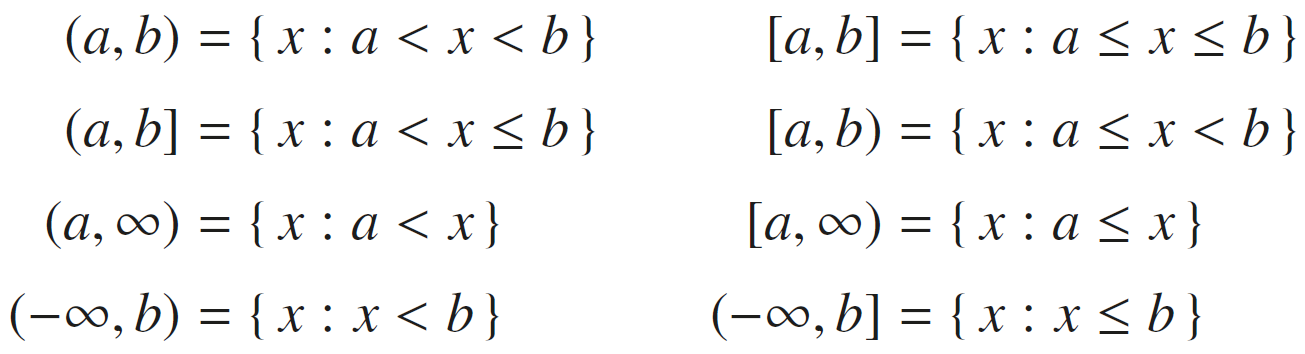 (a, b) = { x : a < x < b } [a, b] = { x : a ≤ x ≤ b }
(a, b] = { x : a < x ≤ b } [a, b) = { x : a ≤ x < b }
(a, ∞) = { x : a < x } [a, ∞) = { x : a ≤ x }
(−∞, b) = { x : x < b } (−∞, b] = { x : x ≤ b }